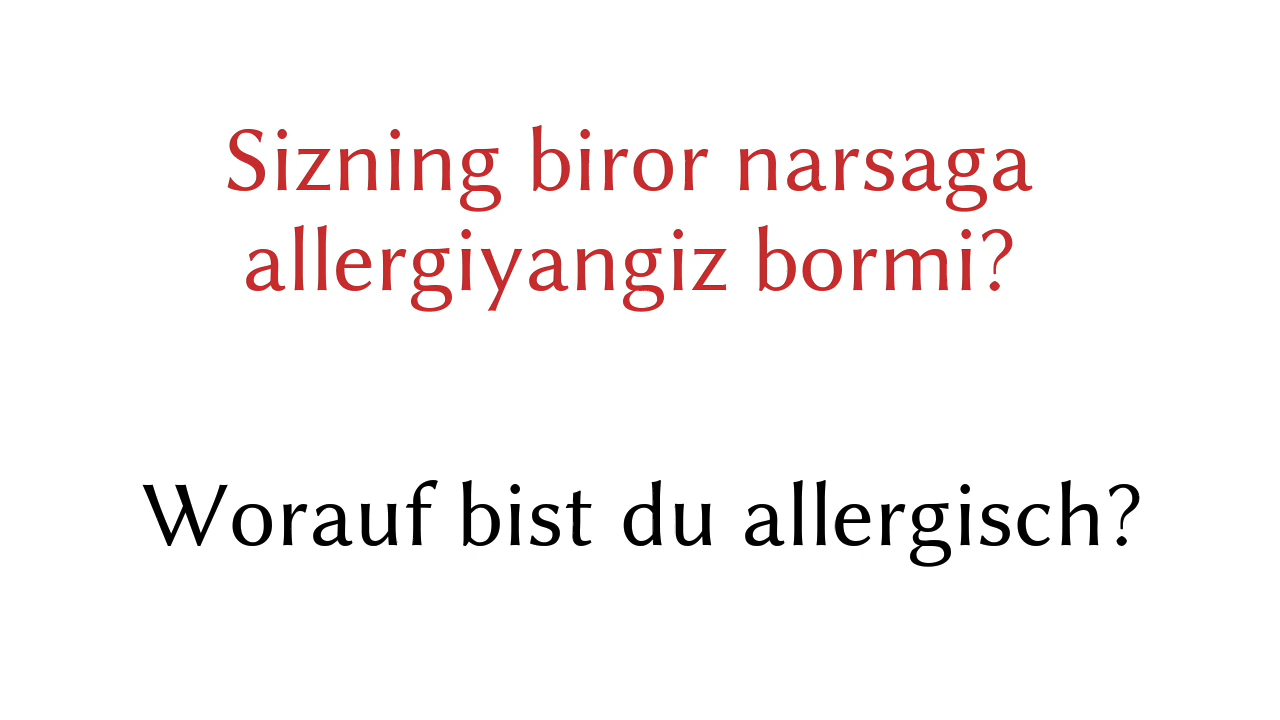 Sizning biror narsaga
allergiyangiz bormi?
Worauf bist du allergisch?